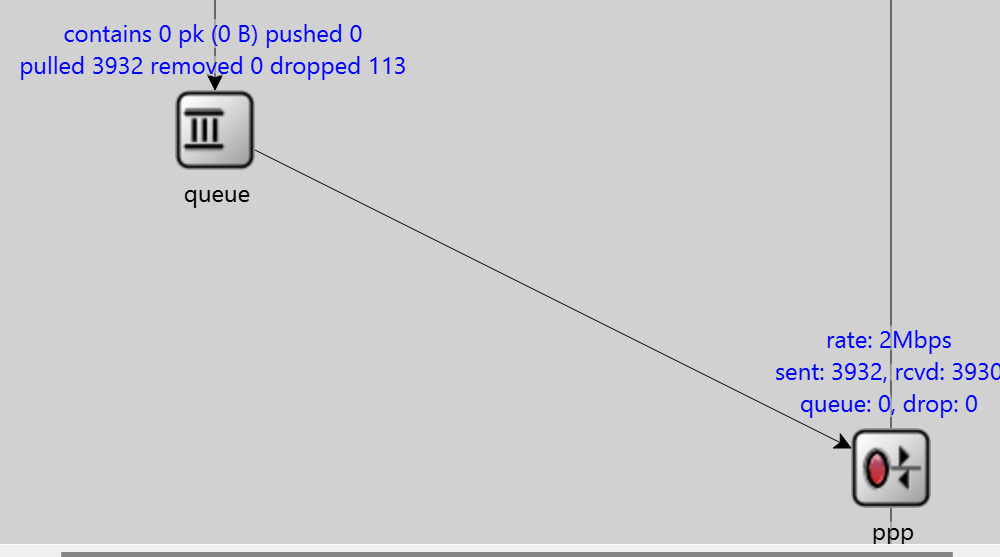 contains 0 pk (0 B) pushed 0
pulled 3932 removed 0 dropped 113
queue
rate: 2Mbps
sent: 3932, rcvd: 3930
queue: 0, drop: 0
ppp